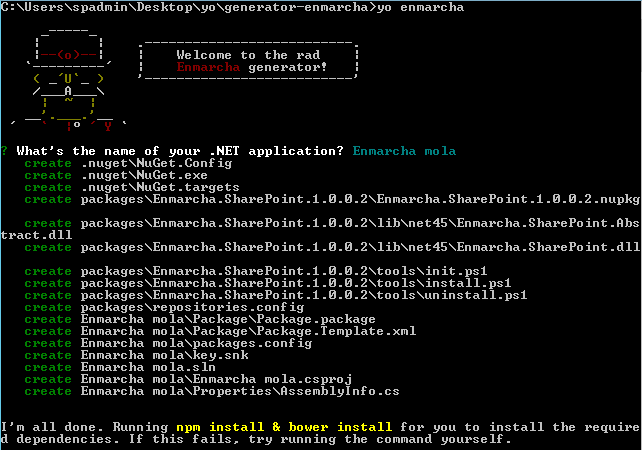 C:\Users\spadmin\Desktop\yo\generator-enmarcha>yo enmarcha
Welcome to the rad
Enmarcha generator!
? What's the name of your .NET application? Enmarcha mola
create .nuget\NuGet.Config
create .nuget\NuGet.exe
create .nuget\NuGet.targets
create packages\Enmarcha.SharePoint.1.0.0.2\Enmarcha.SharePoint.1.0.0.2.nupkg
create packages\Enmarcha.SharePoint.1.0.0.2\lib\net45\Enmarcha.SharePoint.Abs
tract.dll
create packages\Enmarcha.SharePoint.1.0.0.2\lib\net45\Enmarcha.SharePoint.dll
create packages\Enmarcha.SharePoint.1.0.0.2\tools\init.ps1
create packages\Enmarcha.SharePoint.1.0.0.2\tools\install.ps1
create packages\Enmarcha.SharePoint.1.0.0.2\tools\uninstall.ps1
create packages\repositories.config
create Enmarcha mola\Package\Package.package
create Enmarcha mola\Package\Package.Template.xml
create Enmarcha mola\packages.config
create Enmarcha mola\key.snk
create Enmarcha mola.sln
create Enmarcha mola\Enmarcha mola.csproj
create Enmarcha mola\Properties\AssemblyInfo.cs
I'm all done. Running npm install & bower install for you to install the require
d dependencies. If this fails, try running the command yourself.